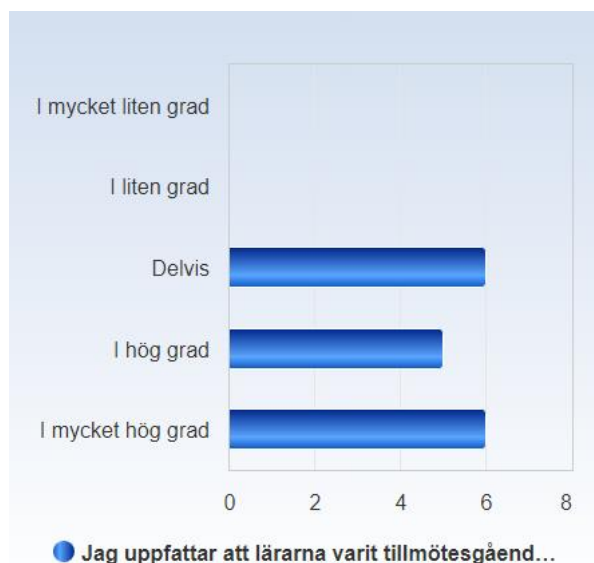 I mycket liten grad
I liten grad
Delvis
I hög grad
I mycket hög grad
0 2 4 6 8
Jag uppfattar att lärarna varit tillmötesgåend...